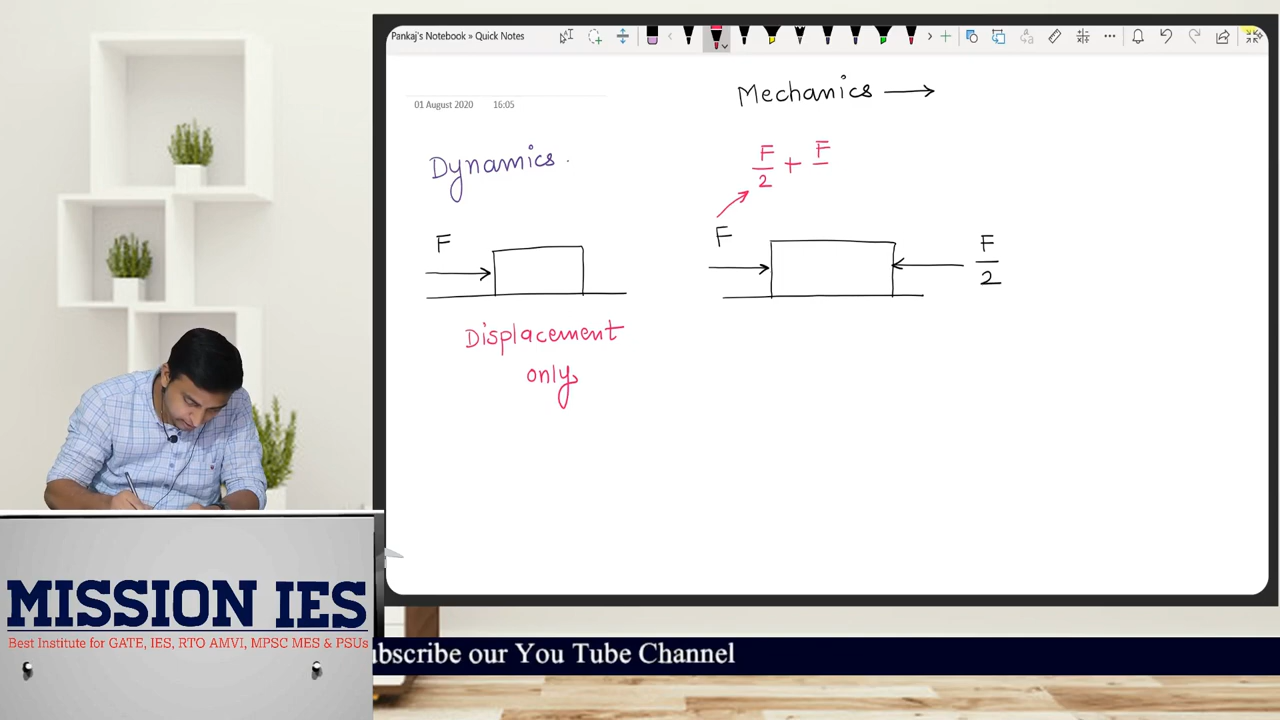 Pankaj's Notebook » Quick Notes
Mechanics →
01 August 2020 16:05
Dynamics.
F/2 + F/
F
F
F/2
Displacement
only
MISSION IES
Best Institute for GATE, IES, RTO AMVI, MPSC MES & PSUs
ubscribe our You Tube Channel